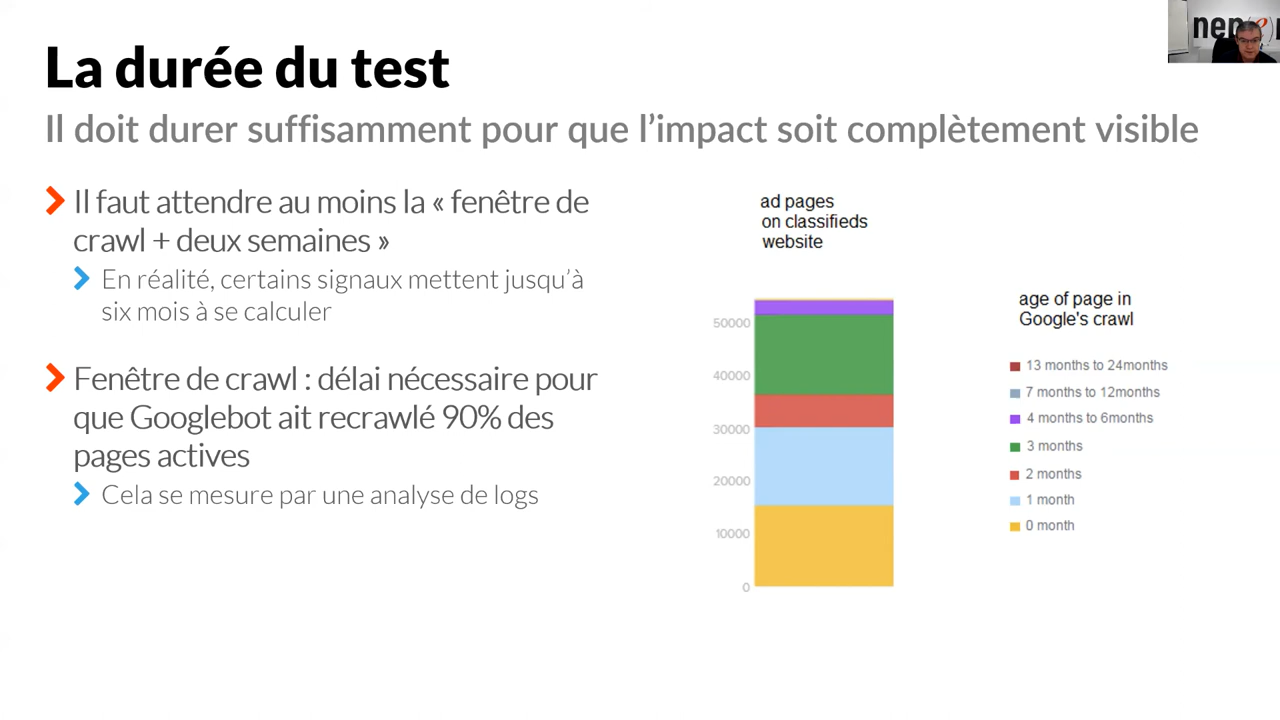 La durée du test
Il doit durer suffisamment pour que l’impact soit complètement visible
Il faut attendre au moins la « fenêtre de
crawl + deux semaines »
En réalité, certains signaux mettent jusqu’à
six mois à se calculer
Fenêtre de crawl : délai nécessaire pour
que Googlebot ait recrawlé 90% des
pages actives
Cela se mesure par une analyse de logs
ad pages
on classifieds
website
50000
40000
30000
20000
10000
0
age of page in
Google's crawl
13 months to 24months
7 months to 12months
4 months to 6months
3 months
2 months
1 month
0 month